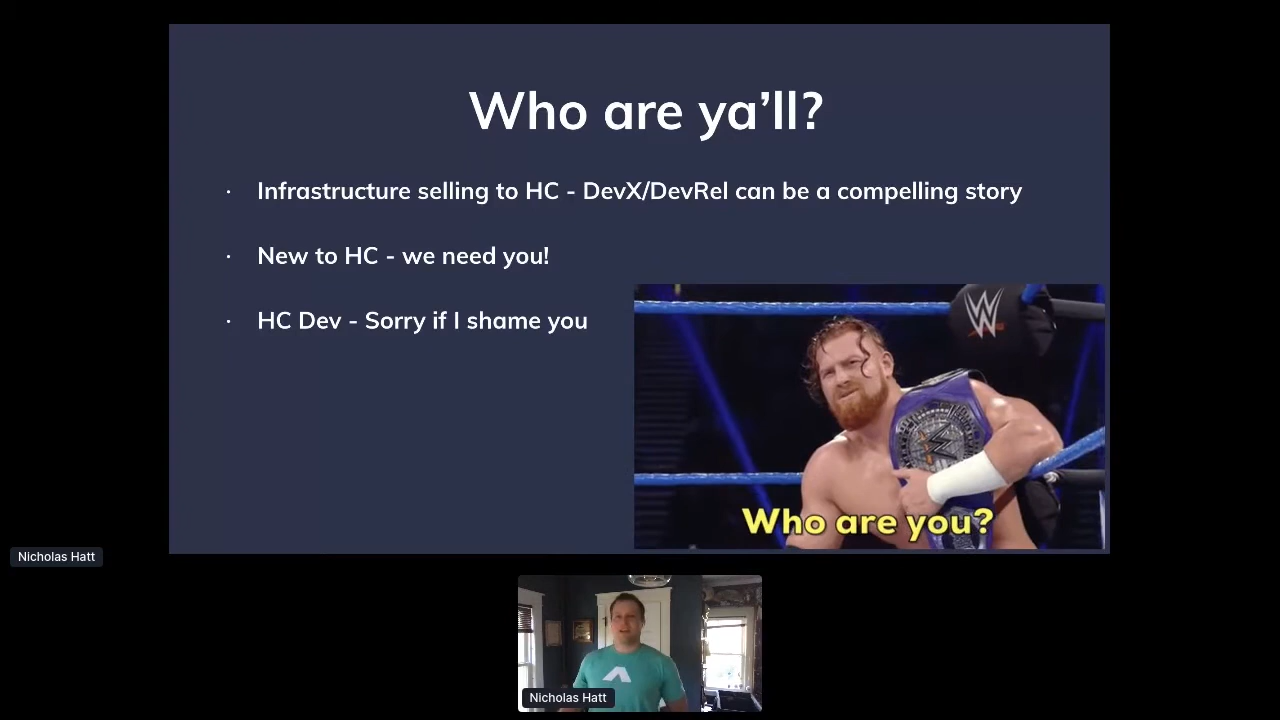 Who are ya’ll?
· Infrastructure selling to HC - DevX/DevRel can be a compelling story
· New to HC - we need you!
· HC Dev - Sorry if I shame you
W
Who are you?
Nicholas Hatt
Nicholas Hatt